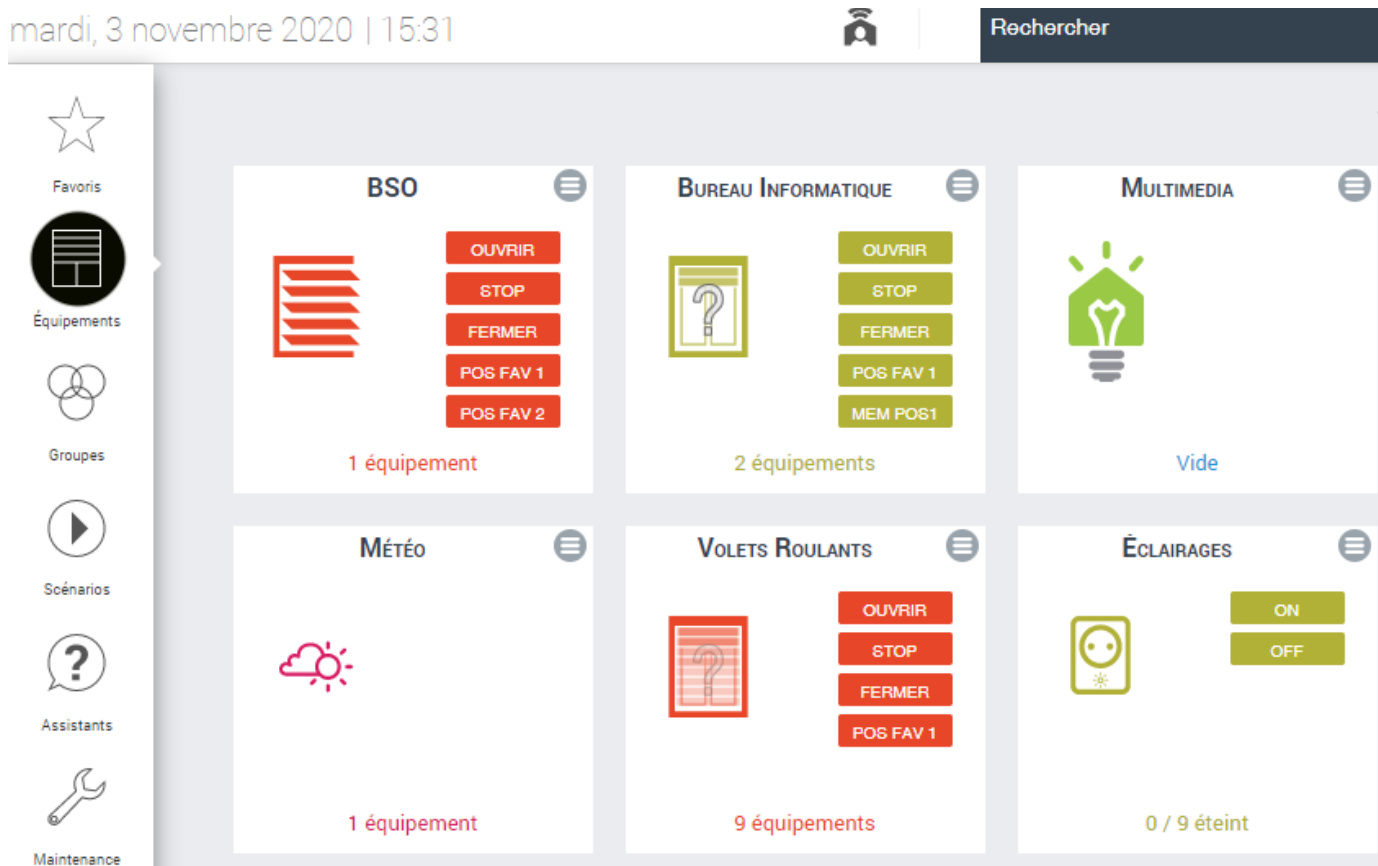 mardi, 3 novembre 2020 | 15:31
Rechercher
Favoris
Équipements
Groupes
Scénarios
Assistants
Maintenance
BSO
OUVRIR
STOP
FERMER
POS FAV 1
POS FAV 2
1 équipement
Bureau Informatique
OUVRIR
STOP
FERMER
POS FAV 1
MEM POS1
2 équipements
Multimedia
Vide
Météo
1 équipement
Volets Roulants
OUVRIR
STOP
FERMER
POS FAV 1
9 équipements
Éclairages
ON
OFF
0 / 9 éteint